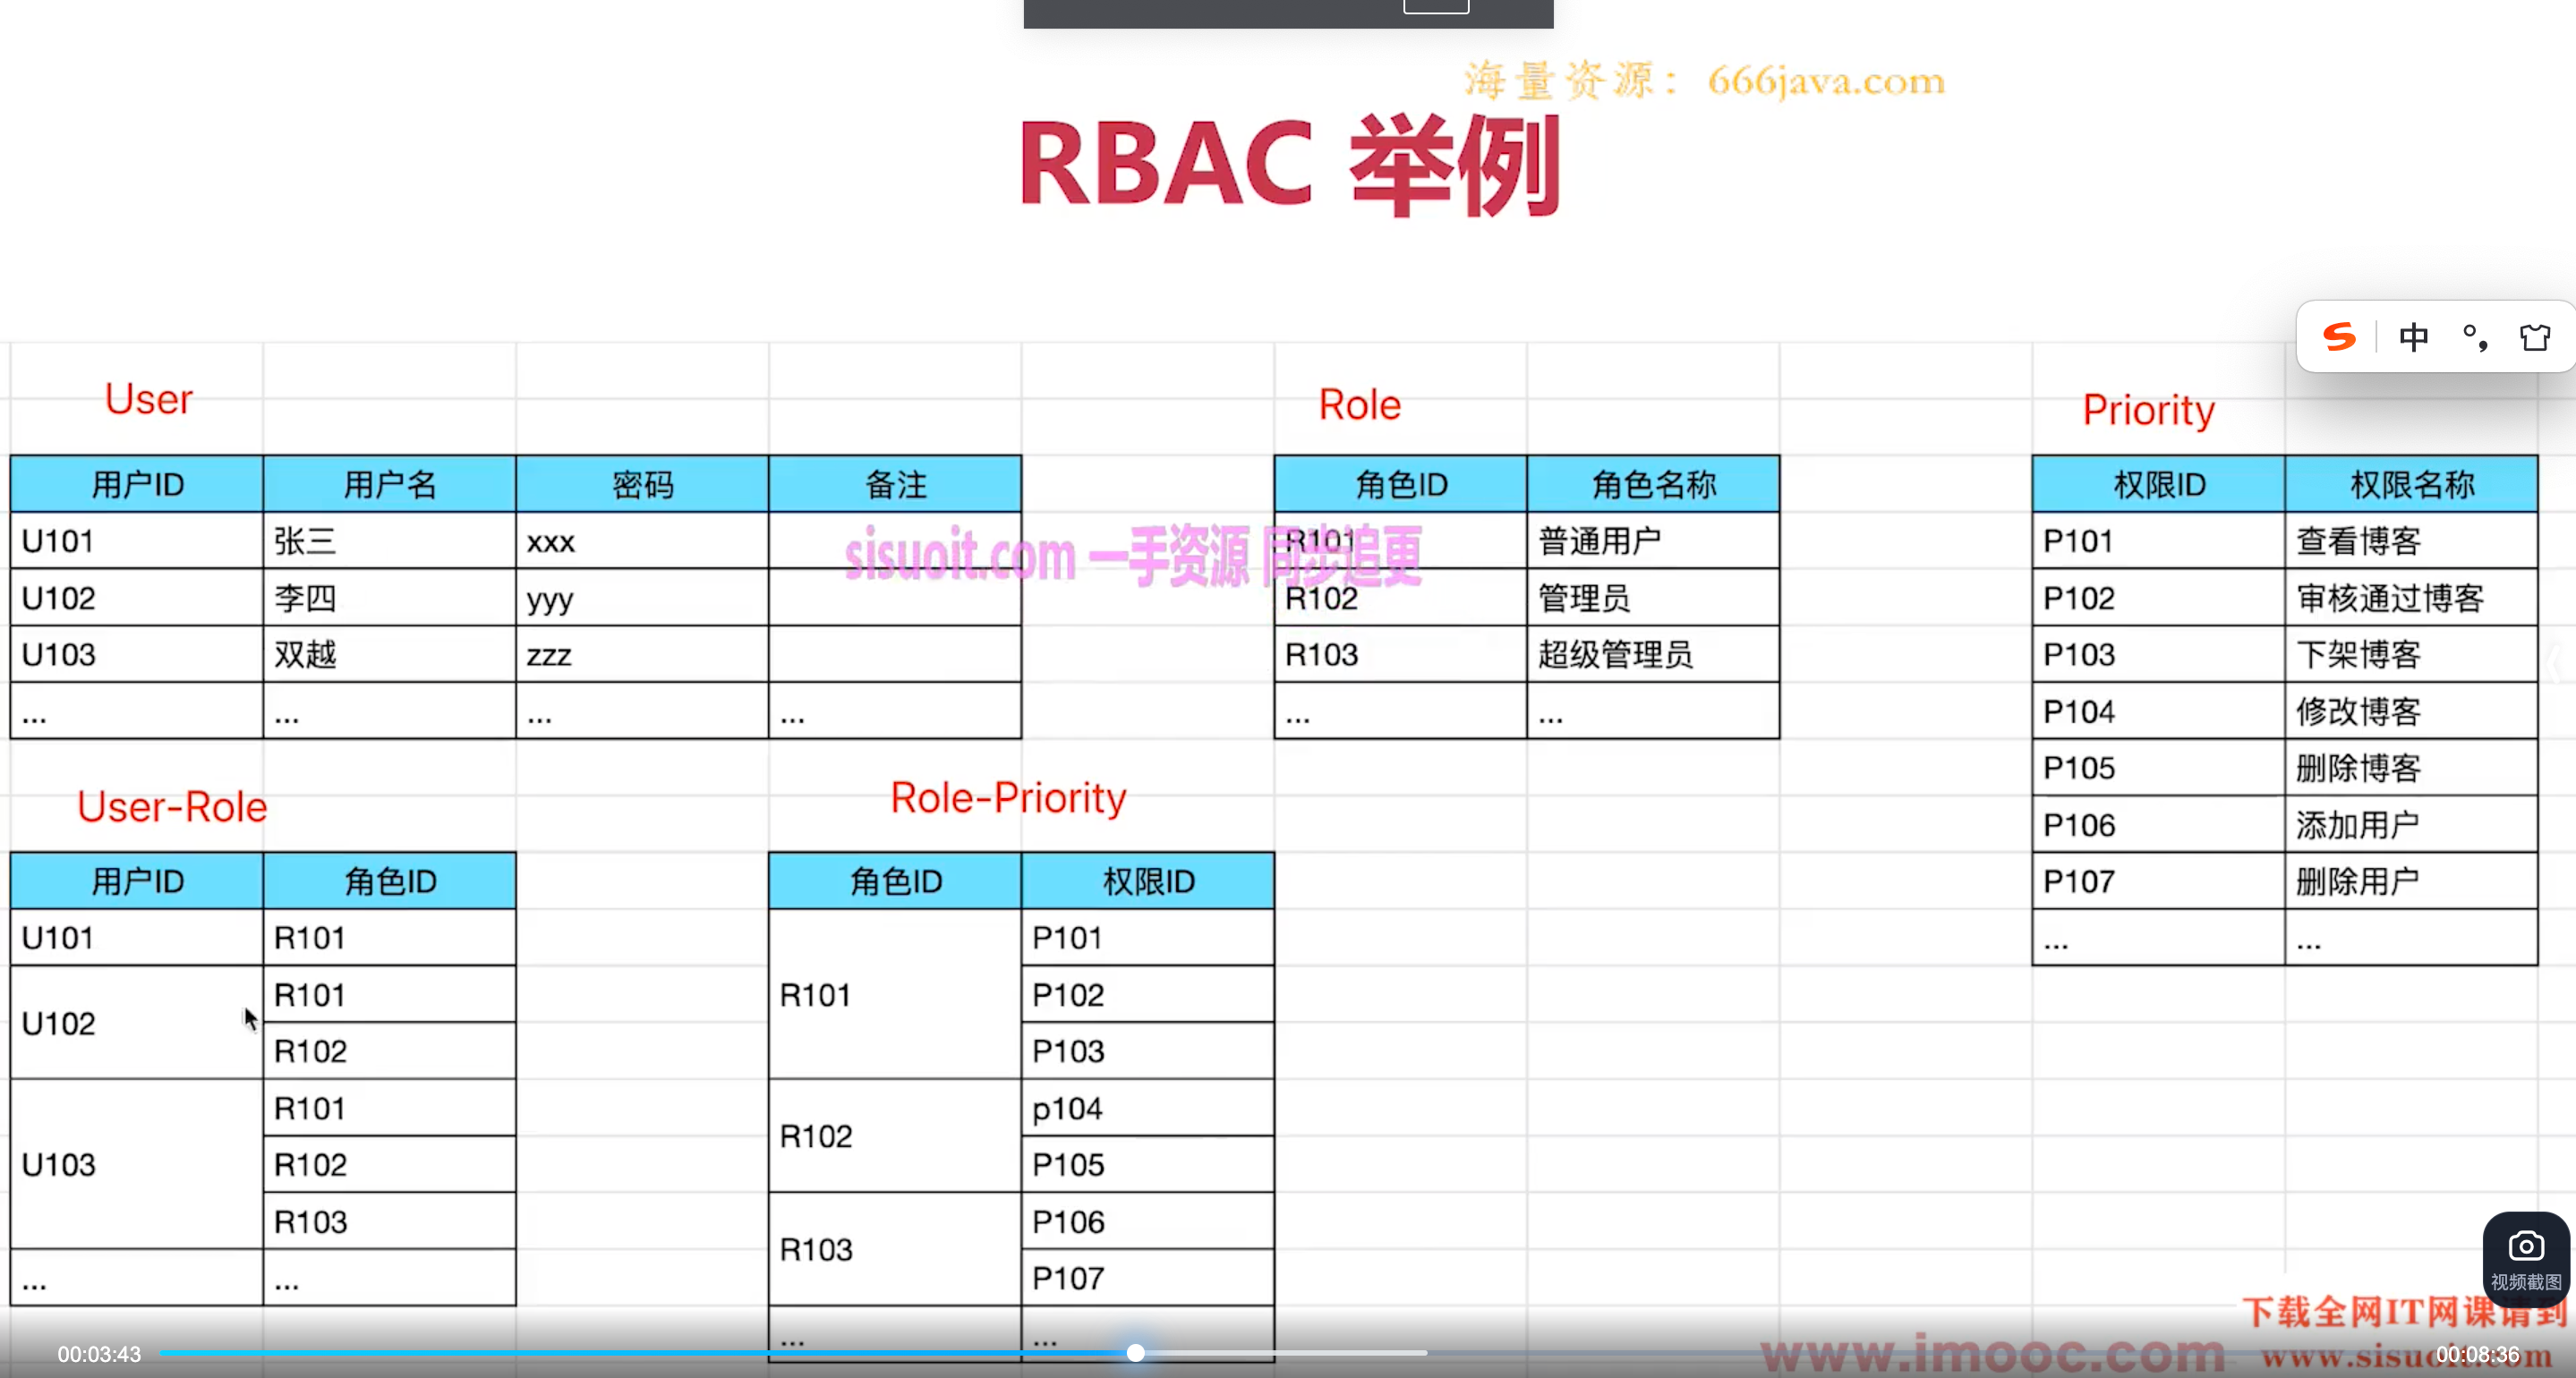 海量资源：666java.com
RBAC 举例
中
User
用户ID 用户名 密码 备注
U101 张三 xxx
U102 李四 yyy
U103 双越 zzz
... ... ... ...
sisuoit.com 一手资源 同步追更
Role
角色ID 角色名称
R101 普通用户
R102 管理员
R103 超级管理员
... ...
Priority
权限ID 权限名称
P101 查看博客
P102 审核通过博客
P103 下架博客
P104 修改博客
P105 删除博客
P106 添加用户
P107 删除用户
... ...
User-Role
用户ID 角色ID
U101 R101
U102 R101
R102
U103 R101
R102
R103
... ...
Role-Priority
角色ID 权限ID
R101 P101
P102
P103
R102 p104
P105
R103 P106
P107
... ...
视频截图
下载全网IT网课请到
www.imooc.com
www.sisuoit.com
00:03:43
00:08:36